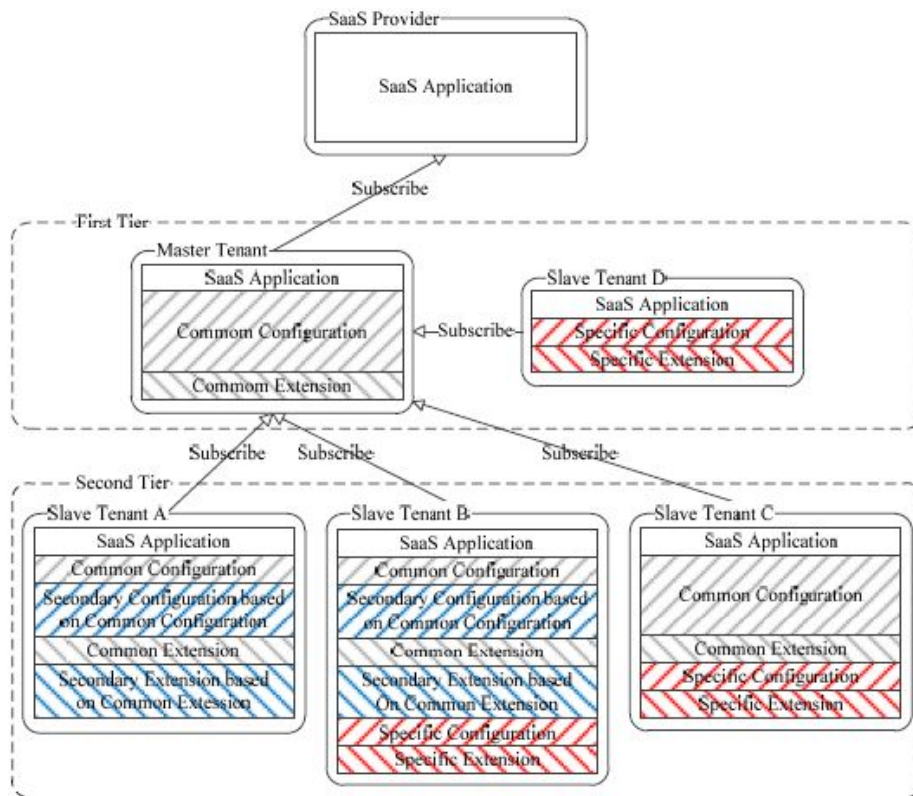 SaaS Provider
SaaS Application
Subscribe
First Tier
Master Tenant
SaaS Application
Commom Configuration
Commom Extension
Slave Tenant D
SaaS Application
Specific Configuration
Specific Extension
Subscribe
Subscribe
Subscribe
Subscribe
Second Tier
Slave Tenant A
SaaS Application
Common Configuration
Secondary Configuration based
on Common Configuration
Common Extension
Secondary Extension based
on Common Extession
Slave Tenant B
SaaS Application
Common Configuration
Secondary Configuration based
on Common Configuration
Common Extension
Secondary Extension based
On Common Extension
Specific Configuration
Specific Extension
Slave Tenant C
SaaS Application
Common Configuration
Common Extension
Specific Configuration
Specific Extension